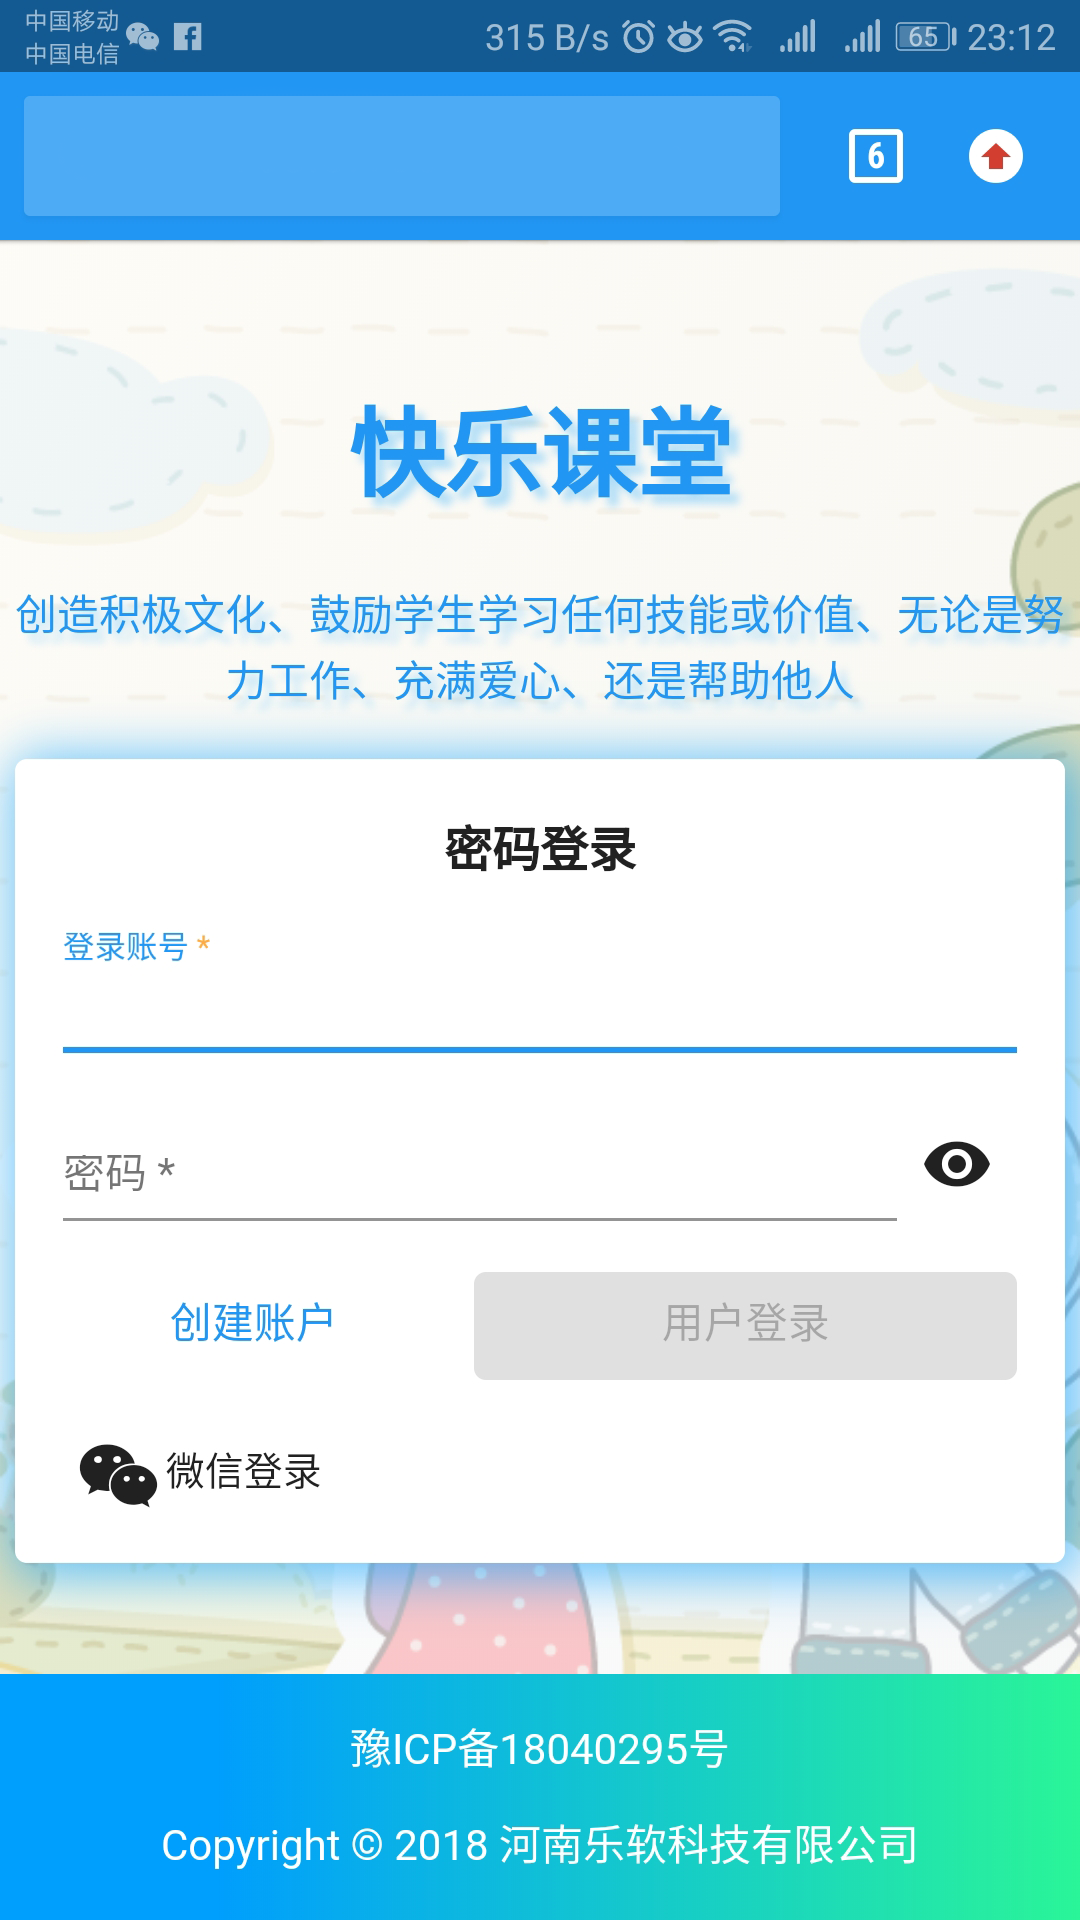 中国移动
中国电信
315 B/s
65
23:12
6
快乐课堂
创造积极文化、鼓励学生学习任何技能或价值、无论是努
力工作、充满爱心、还是帮助他人
密码登录
登录账号 *
密码 *
创建账户
用户登录
微信登录
豫ICP备18040295号
Copyright © 2018 河南乐软科技有限公司